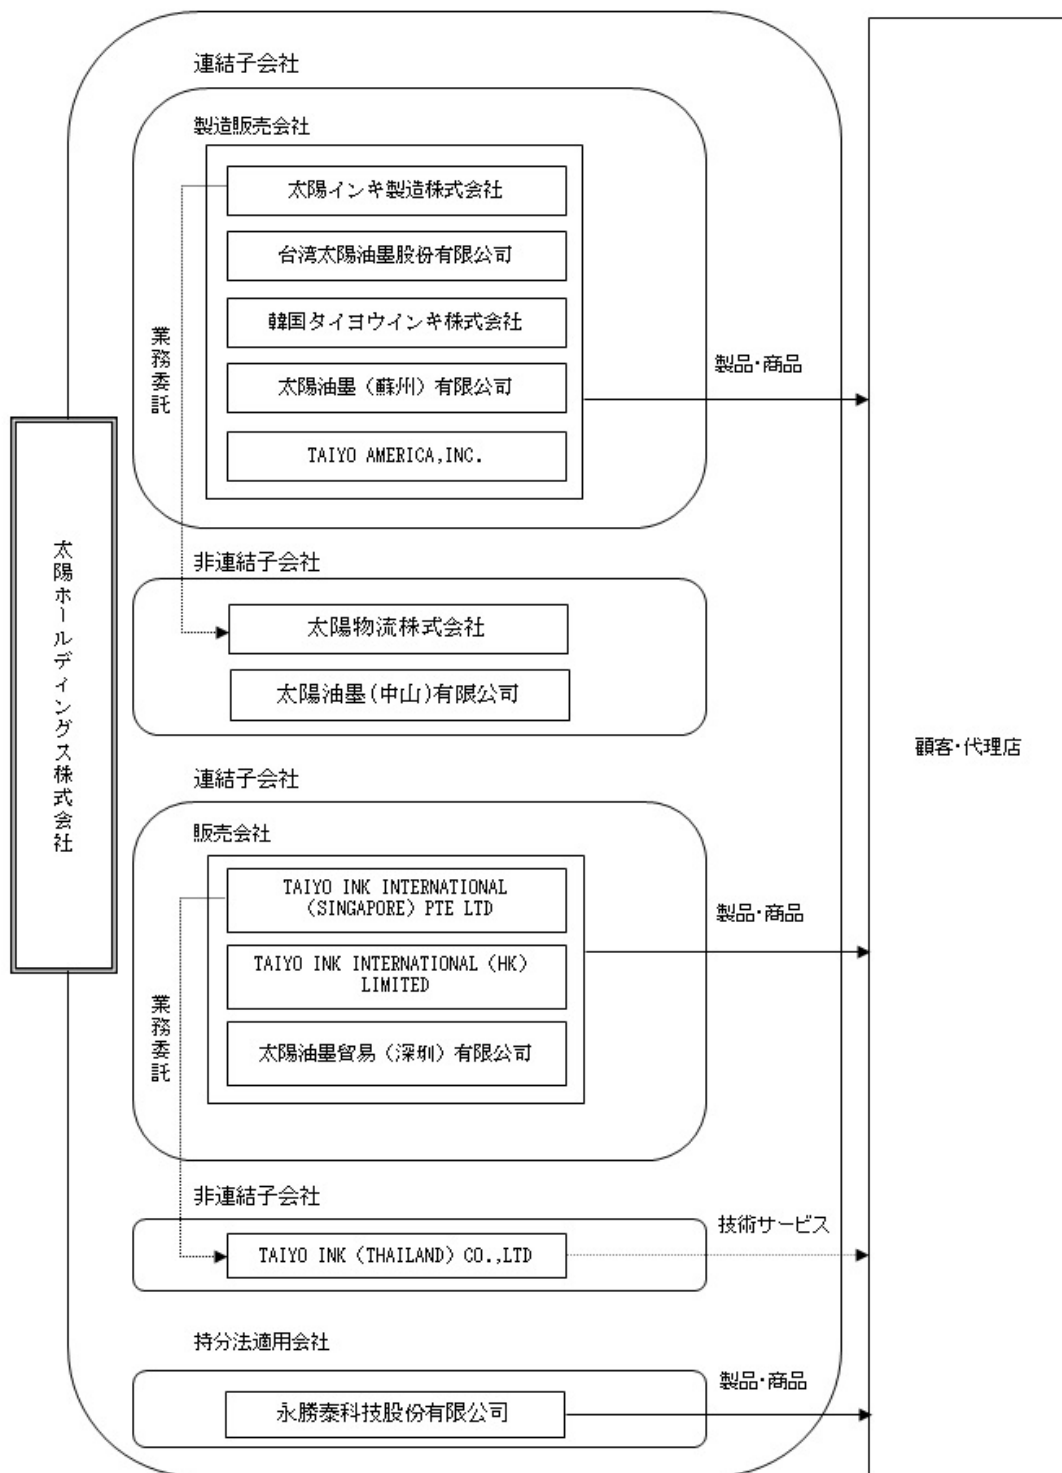 連結子会社
製造販売会社
太陽インキ製造株式会社
台湾太陽油墨股份有限公司
韓国タイヨウインキ株式会社
太陽油墨（蘇州）有限公司
TAIYO AMERICA,INC.
業務委託
製品・商品
非連結子会社
太陽物流株式会社
太陽油墨(中山)有限公司
太陽ホールディングス株式会社
顧客・代理店
連結子会社
販売会社
TAIYO INK INTERNATIONAL
(SINGAPORE) PTE LTD
TAIYO INK INTERNATIONAL (HK)
LIMITED
太陽油墨貿易（深圳）有限公司
業務委託
製品・商品
非連結子会社
TAIYO INK (THAILAND) CO.,LTD
技術サービス
持分法適用会社
永勝泰科技股份有限公司
製品・商品